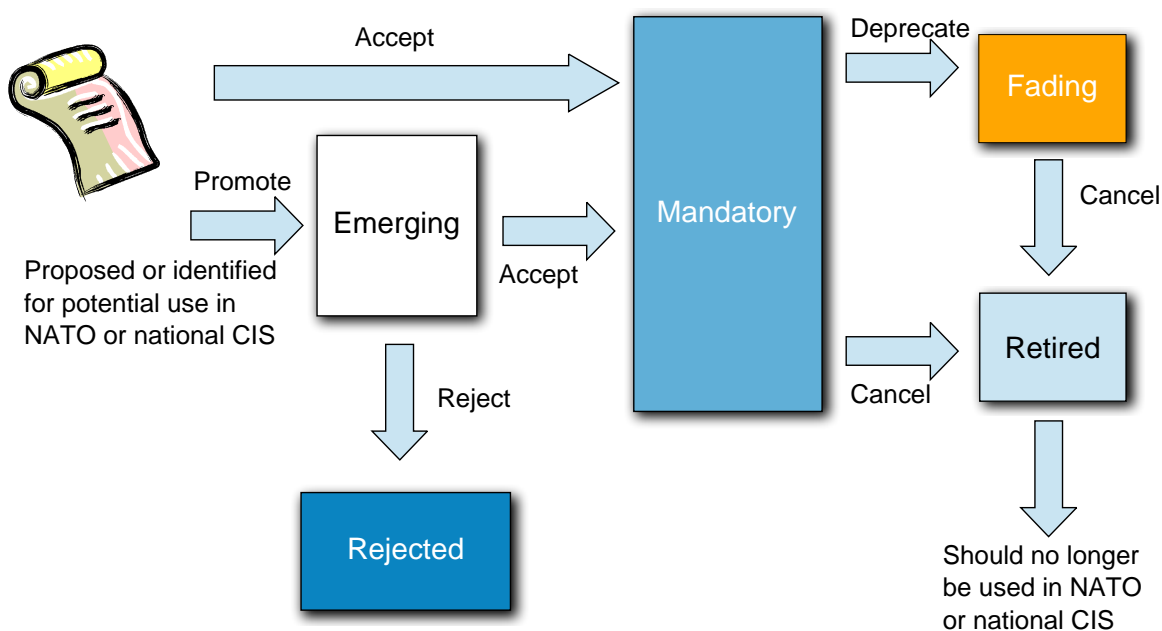 Accept
Deprecate
Fading
Promote
Emerging
Mandatory
Cancel
Proposed or identified
for potential use in
NATO or national CIS
Accept
Retired
Reject
Cancel
Rejected
Should no longer
be used in NATO
or national CIS